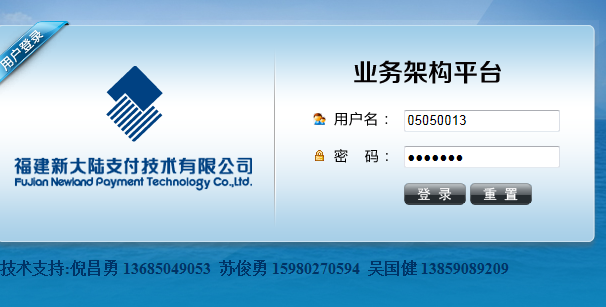 用户登录
业务架构平台
用户名：05050013
密 码：●●●●●●●
登 录 重 置
福建新大陆支付技术有限公司
FuJian Newland Payment Technology Co.,Ltd.
技术支持:倪昌勇 13685049053 苏俊勇 15980270594 吴国健 13859089209